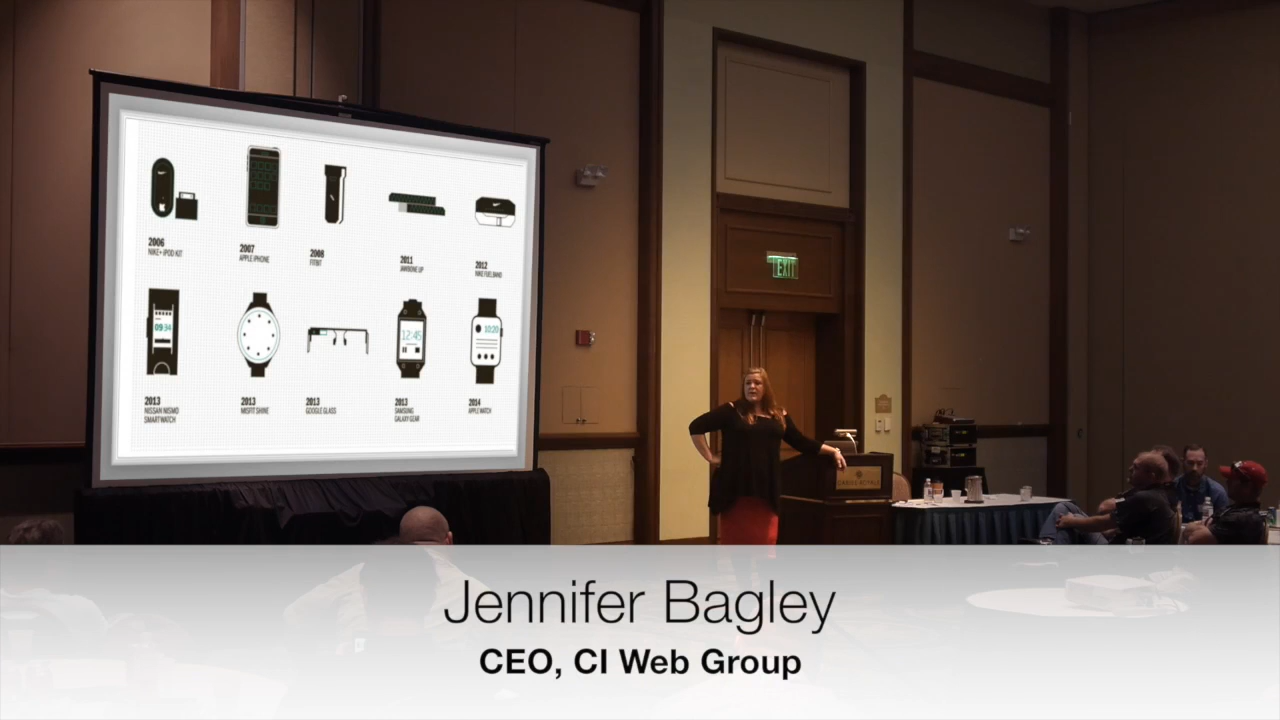 2006
NIKE+ IPOD KIT
2007
APPLE IPHONE
2008
FITBIT
2011
JAWBONE UP
2012
NIKE FUELBAND
09:34
12:45
10:20
2013
NISSAN NISMO
SMARTWATCH
2013
MISFIT SHINE
2013
GOOGLE GLASS
2013
SAMSUNG
GALAXY GEAR
2014
APPLE WATCH
EXIT
Jennifer Bagley
CEO, CI Web Group